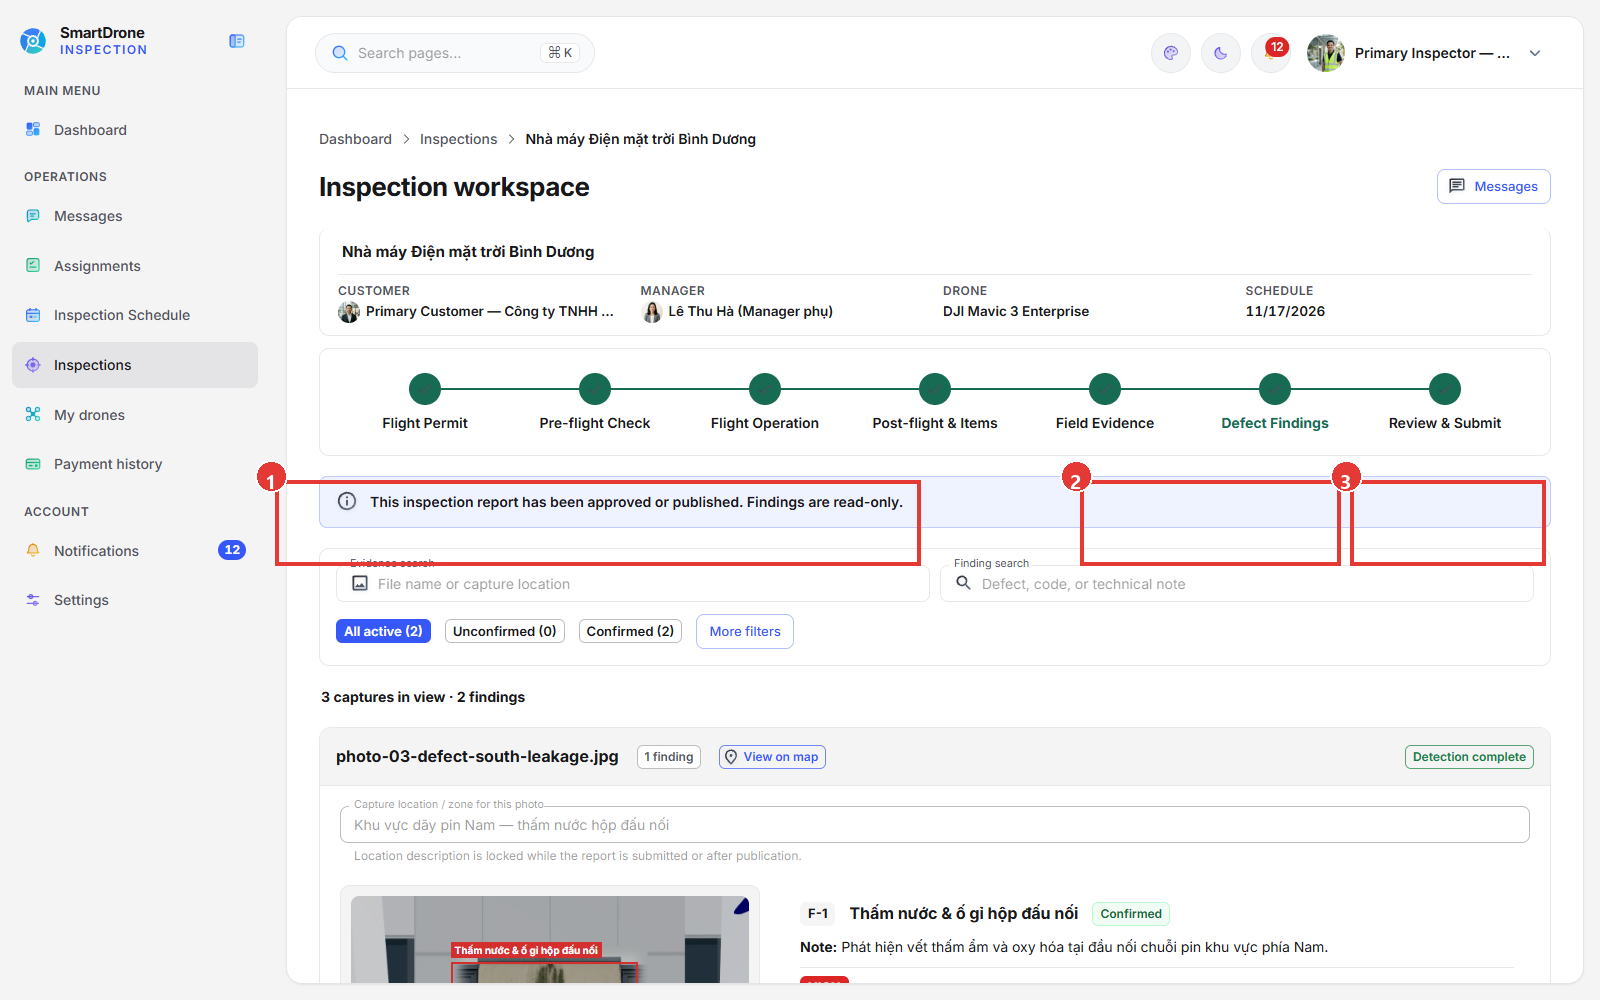 SmartDrone
INSPECTION
Search pages...
⌘ K
12
Primary Inspector — ...
MAIN MENU
Dashboard
OPERATIONS
Messages
Assignments
Inspection Schedule
Inspections
My drones
Payment history
ACCOUNT
Notifications
12
Settings
Dashboard > Inspections > Nhà máy Điện mặt trời Bình Dương
Inspection workspace
Messages
Nhà máy Điện mặt trời Bình Dương
CUSTOMER
Primary Customer — Công ty TNHH ...
MANAGER
Lê Thu Hà (Manager phụ)
DRONE
DJI Mavic 3 Enterprise
SCHEDULE
11/17/2026
Flight Permit
Pre-flight Check
Flight Operation
Post-flight & Items
Field Evidence
Defect Findings
Review & Submit
1
2
3
This inspection report has been approved or published. Findings are read-only.
Evidence search
File name or capture location
Finding search
Defect, code, or technical note
All active (2)
Unconfirmed (0)
Confirmed (2)
More filters
3 captures in view · 2 findings
photo-03-defect-south-leakage.jpg
1 finding
View on map
Detection complete
Capture location / zone for this photo
Khu vực dãy pin Nam — thấm nước hộp đấu nối
Location description is locked while the report is submitted or after publication.
Thấm nước & ố gỉ hộp đấu nối
F-1
Thấm nước & ố gỉ hộp đấu nối
Confirmed
Note: Phát hiện vết thấm ẩm và oxy hóa tại đầu nối chuỗi pin khu vực phía Nam.